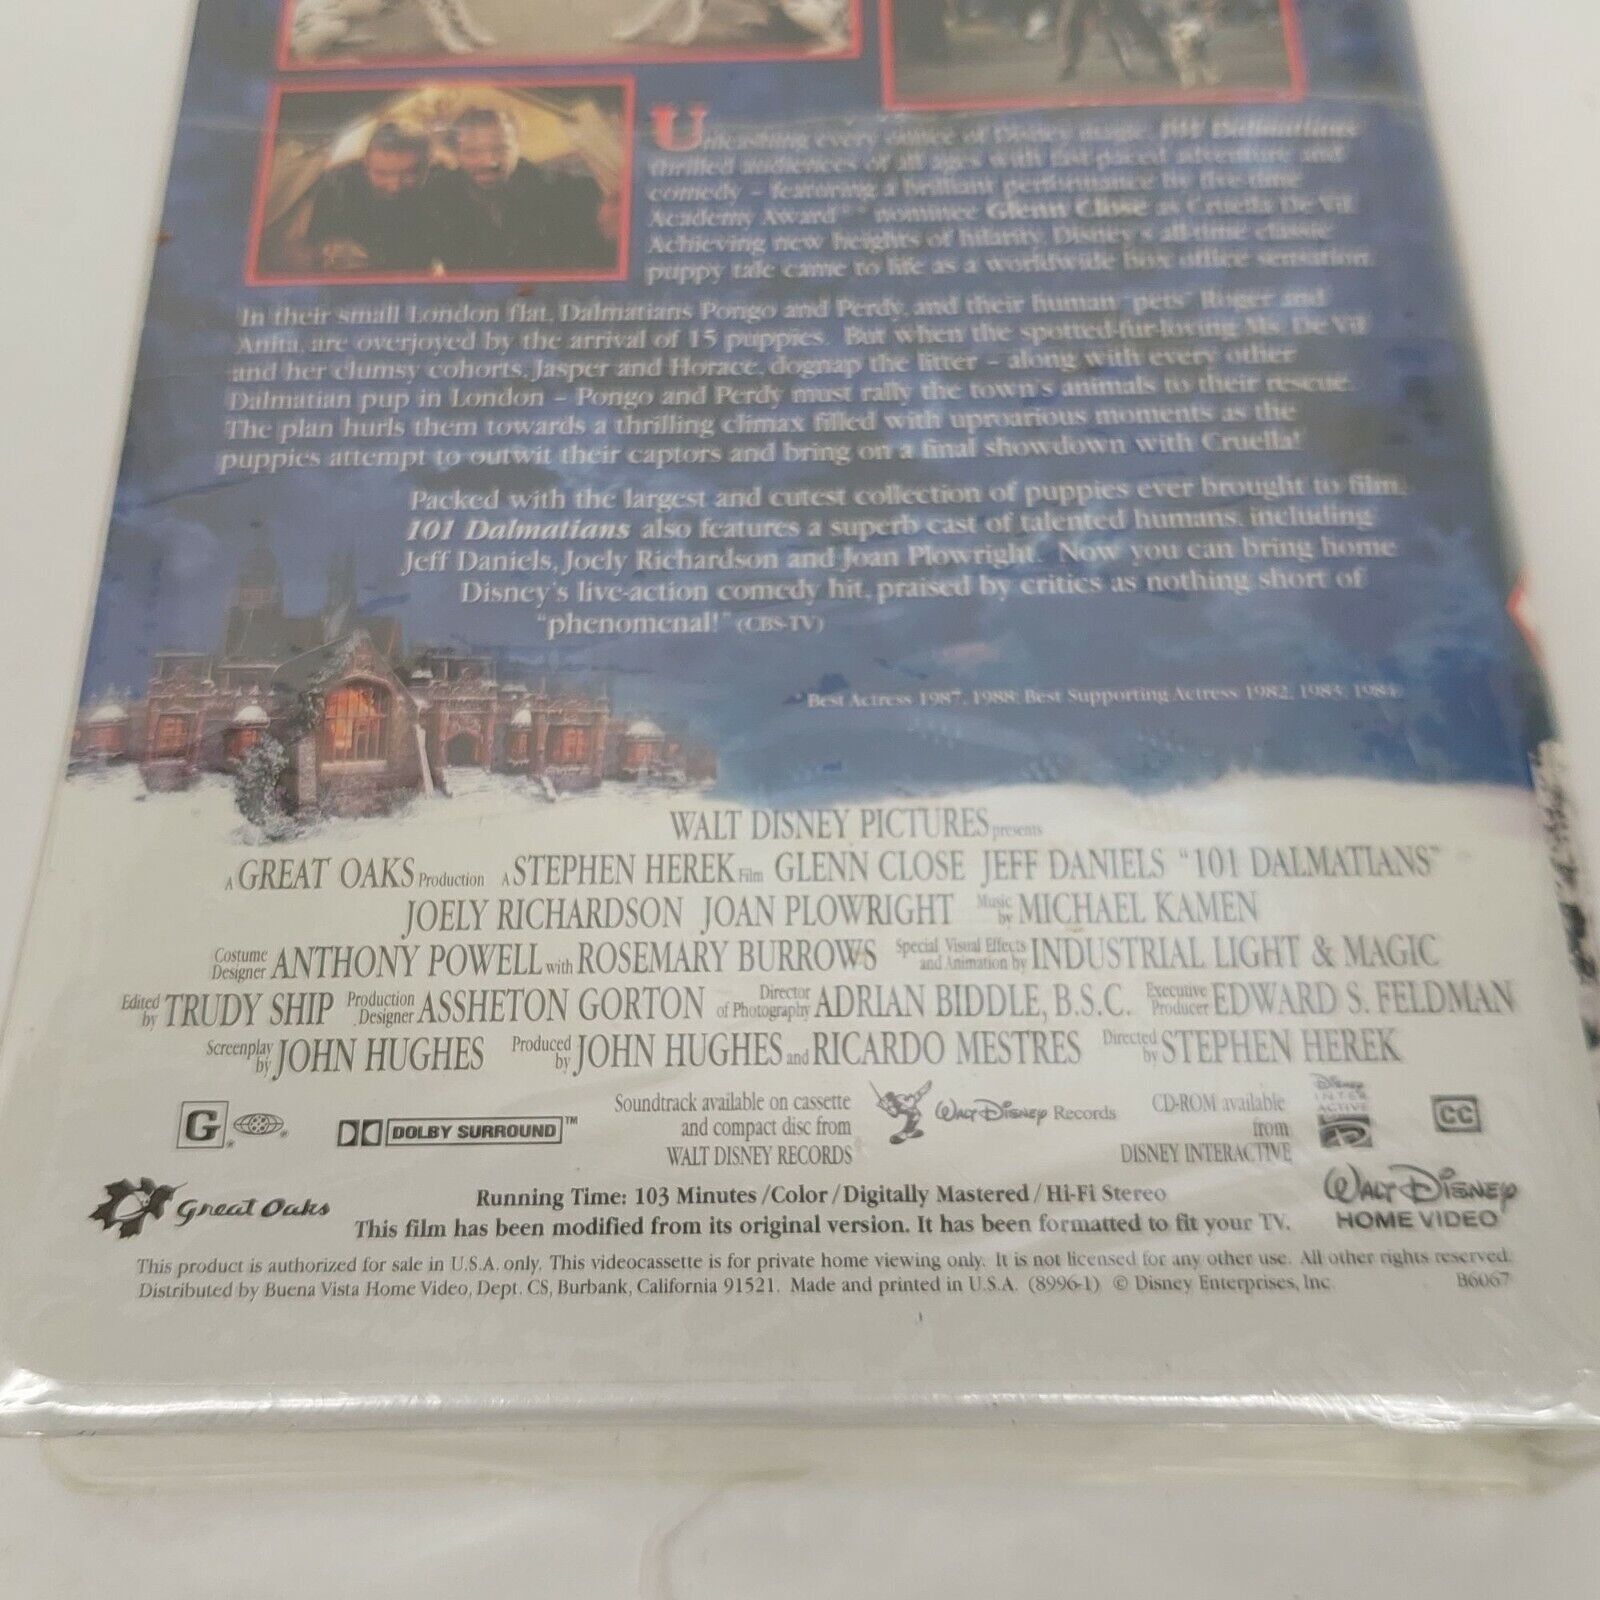 Unleashing every ounce of Disney magic, 101 Dalmatians
thrilled audiences of all ages with fast-paced adventure and
comedy – featuring a brilliant performance by five-time
Academy Award®* nominee Glenn Close as Cruella De Vil.
Achieving new heights of hilarity, Disney's all-time classic
puppy tale came to life as a worldwide box office sensation.
In their small London flat, Dalmatians Pongo and Perdy, and their human "pets" Roger and
Anita, are overjoyed by the arrival of 15 puppies. But when the spotted-fur-loving Ms. De Vil
and her clumsy cohorts, Jasper and Horace, dognap the litter – along with every other
Dalmatian pup in London – Pongo and Perdy must rally the town's animals to their rescue.
The plan hurls them towards a thrilling climax filled with uproarious moments as the
puppies attempt to outwit their captors and bring on a final showdown with Cruella!
Packed with the largest and cutest collection of puppies ever brought to film,
101 Dalmatians also features a superb cast of talented humans, including
Jeff Daniels, Joely Richardson and Joan Plowright. Now you can bring home
Disney's live-action comedy hit, praised by critics as nothing short of
"phenomenal!" (CBS-TV)
* Best Actress 1987, 1988; Best Supporting Actress 1982, 1983, 1984.
WALT DISNEY PICTURES presents
A GREAT OAKS Production A STEPHEN HEREK Film GLENN CLOSE JEFF DANIELS "101 DALMATIANS"
JOELY RICHARDSON JOAN PLOWRIGHT Music by MICHAEL KAMEN
Costume Designer ANTHONY POWELL with ROSEMARY BURROWS Special Visual Effects and Animation by INDUSTRIAL LIGHT & MAGIC
Edited by TRUDY SHIP Production Designer ASSHETON GORTON Director of Photography ADRIAN BIDDLE, B.S.C. Executive Producer EDWARD S. FELDMAN
Screenplay by JOHN HUGHES Produced by JOHN HUGHES and RICARDO MESTRES Directed by STEPHEN HEREK
G ® DOLBY SURROUND™
Soundtrack available on cassette
and compact disc from
WALT DISNEY RECORDS
Walt Disney Records
CD-ROM available
from
DISNEY INTERACTIVE
Disney
INTER
ACTIVE
CC
Great Oaks
Running Time: 103 Minutes/Color/Digitally Mastered/Hi-Fi Stereo
This film has been modified from its original version. It has been formatted to fit your TV.
Walt Disney
HOME VIDEO
This product is authorized for sale in U.S.A. only. This videocassette is for private home viewing only. It is not licensed for any other use. All other rights reserved.
Distributed by Buena Vista Home Video, Dept. CS, Burbank, California 91521. Made and printed in U.S.A. (8996-1) © Disney Enterprises, Inc. B6067